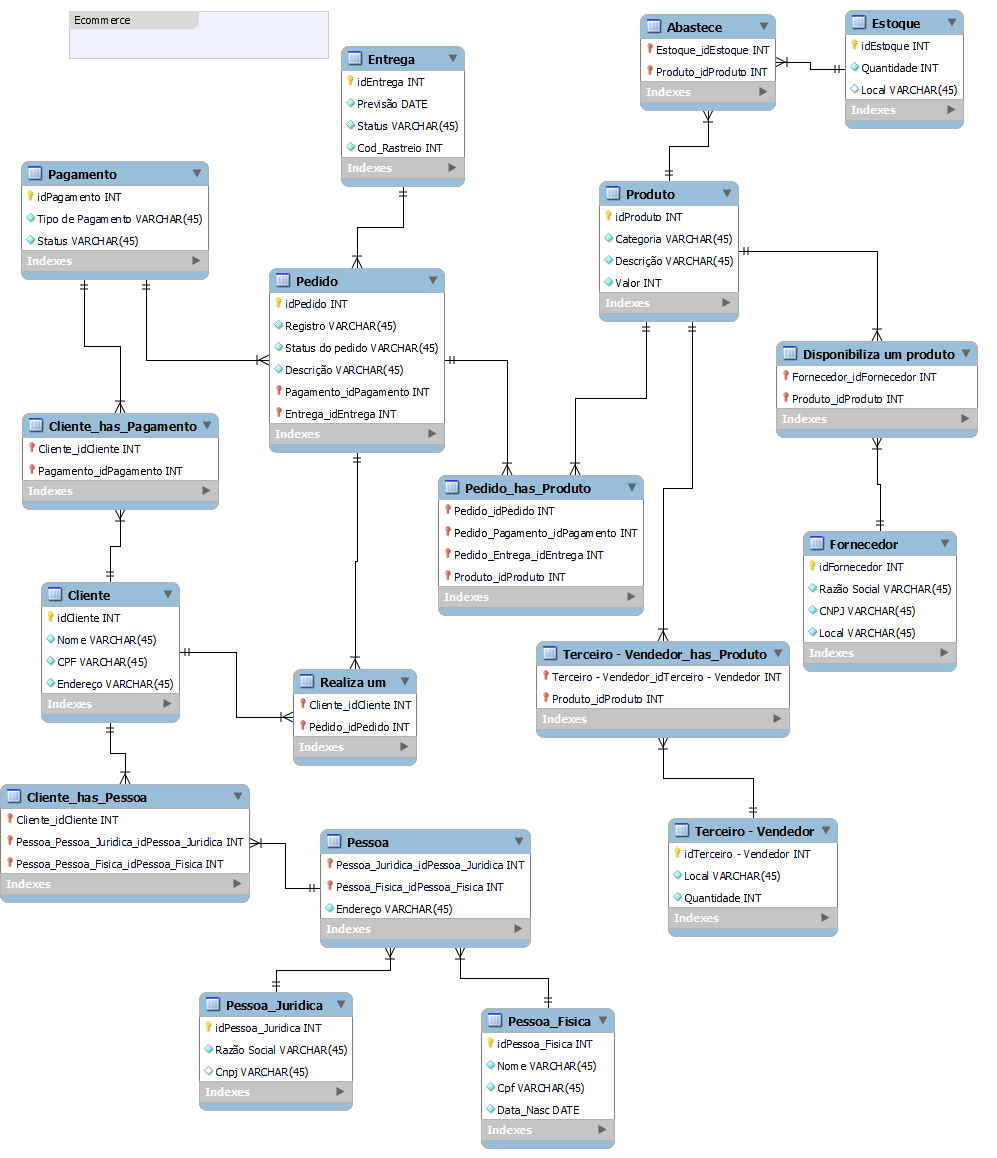 Ecommerce
Entrega
idEntrega INT
Previsão DATE
Status VARCHAR(45)
Cod_Rastreio INT
Indexes
Abastece
Estoque_idEstoque INT
Produto_idProduto INT
Indexes
Estoque
idEstoque INT
Quantidade INT
Local VARCHAR(45)
Indexes
Pagamento
idPagamento INT
Tipo de Pagamento VARCHAR(45)
Status VARCHAR(45)
Indexes
Pedido
idPedido INT
Registro VARCHAR(45)
Status do pedido VARCHAR(45)
Descrição VARCHAR(45)
Pagamento_idPagamento INT
Entrega_idEntrega INT
Indexes
Produto
idProduto INT
Categoria VARCHAR(45)
Descrição VARCHAR(45)
Valor INT
Indexes
Disponibiliza um produto
Fornecedor_idFornecedor INT
Produto_idProduto INT
Indexes
Cliente_has_Pagamento
Cliente_idCliente INT
Pagamento_idPagamento INT
Indexes
Pedido_has_Produto
Pedido_idPedido INT
Pedido_Pagamento_idPagamento INT
Pedido_Entrega_idEntrega INT
Produto_idProduto INT
Indexes
Fornecedor
idFornecedor INT
Razão Social VARCHAR(45)
CNPJ VARCHAR(45)
Local VARCHAR(45)
Indexes
Cliente
idCliente INT
Nome VARCHAR(45)
CPF VARCHAR(45)
Endereço VARCHAR(45)
Indexes
Realiza um
Cliente_idCliente INT
Pedido_idPedido INT
Indexes
Terceiro - Vendedor_has_Produto
Terceiro - Vendedor_idTerceiro - Vendedor INT
Produto_idProduto INT
Indexes
Cliente_has_Pessoa
Cliente_idCliente INT
Pessoa_Pessoa_Juridica_idPessoa_Juridica INT
Pessoa_Pessoa_Fisica_idPessoa_Fisica INT
Indexes
Pessoa
Pessoa_Juridica_idPessoa_Juridica INT
Pessoa_Fisica_idPessoa_Fisica INT
Endereço VARCHAR(45)
Indexes
Terceiro - Vendedor
idTerceiro - Vendedor INT
Local VARCHAR(45)
Quantidade INT
Indexes
Pessoa_Juridica
idPessoa_Juridica INT
Razão Social VARCHAR(45)
Cnpj VARCHAR(45)
Indexes
Pessoa_Fisica
idPessoa_Fisica INT
Nome VARCHAR(45)
Cpf VARCHAR(45)
Data_Nasc DATE
Indexes